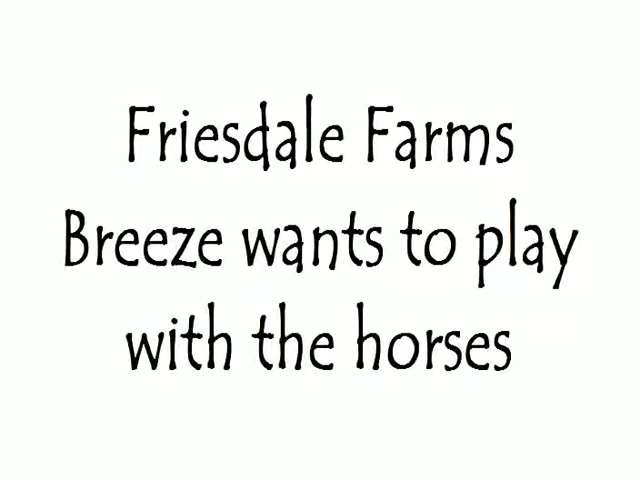 Friesdale Farms
Breeze wants to play
with the horses